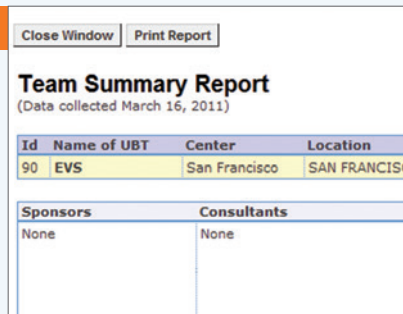 Close Window Print Report
Team Summary Report
(Data collected March 16, 2011)
Id Name of UBT Center Location
90 EVS San Francisco SAN
Sponsors Consultants
None None